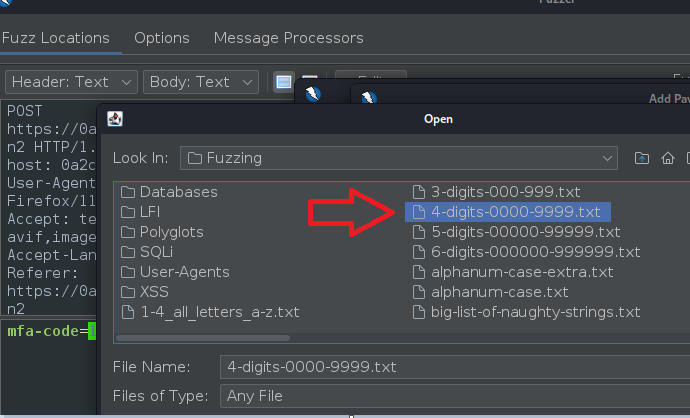 Fuzzer
Fuzz Locations Options Message Processors
Header: Text Body: Text
Add Pay
POST
https://0a
n2 HTTP/1.
host: 0a2c
User-Agent
Firefox/11
Accept: te
avif,image
Accept-Lan
Referer:
https://0a
n2
mfa-code=
Open
Look In: Fuzzing
Databases
LFI
Polyglots
SQLi
User-Agents
XSS
1-4_all_letters_a-z.txt
3-digits-000-999.txt
4-digits-0000-9999.txt
5-digits-00000-99999.txt
6-digits-000000-999999.txt
alphanum-case-extra.txt
alphanum-case.txt
big-list-of-naughty-strings.txt
File Name: 4-digits-0000-9999.txt
Files of Type: Any File